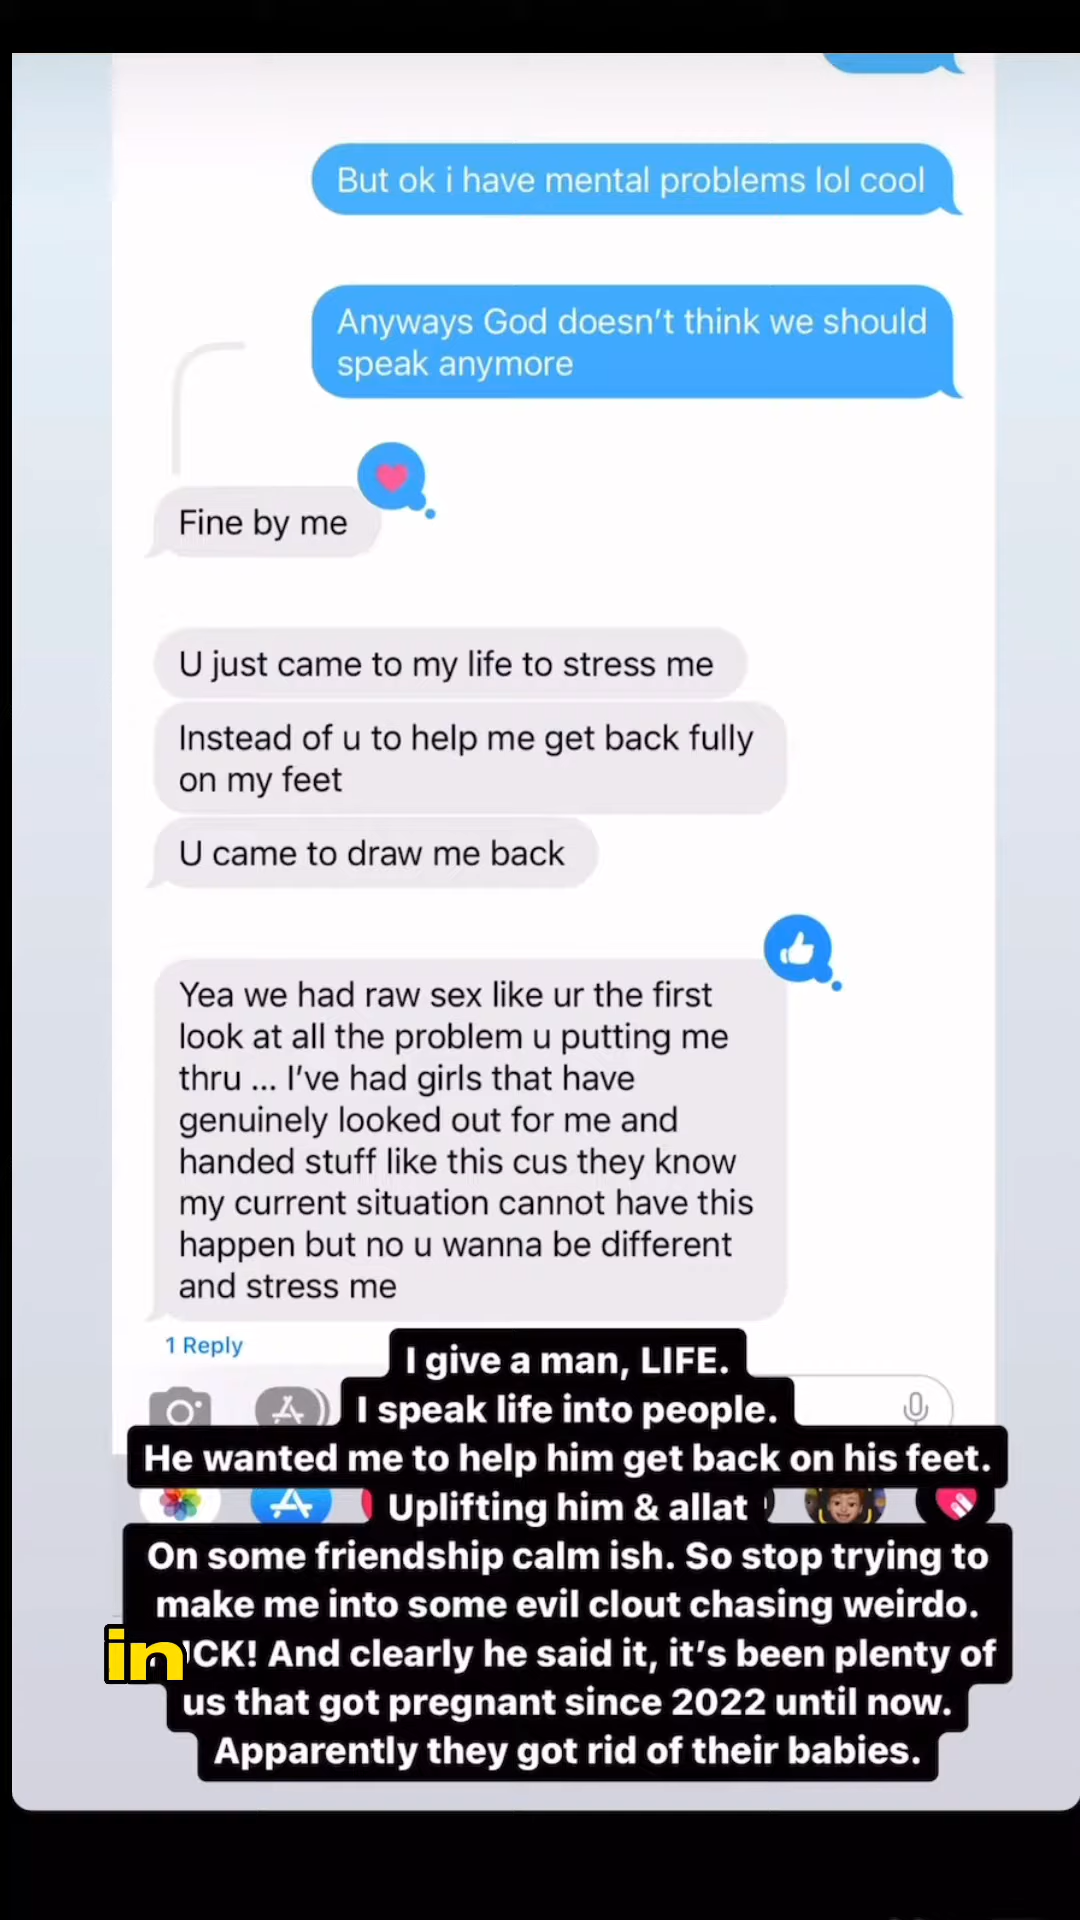 But ok i have mental problems lol cool
Anyways God doesn't think we should
speak anymore
Fine by me
U just came to my life to stress me
Instead of u to help me get back fully
on my feet
U came to draw me back
Yea we had raw sex like ur the first
look at all the problem u putting me
thru ... I've had girls that have
genuinely looked out for me and
handed stuff like this cus they know
my current situation cannot have this
happen but no u wanna be different
and stress me
1 Reply
I give a man, LIFE.
I speak life into people.
He wanted me to help him get back on his feet.
Uplifting him & allat
On some friendship calm ish. So stop trying to
make me into some evil clout chasing weirdo.
in
And clearly he said it, it's been plenty of
us that got pregnant since 2022 until now.
Apparently they got rid of their babies.